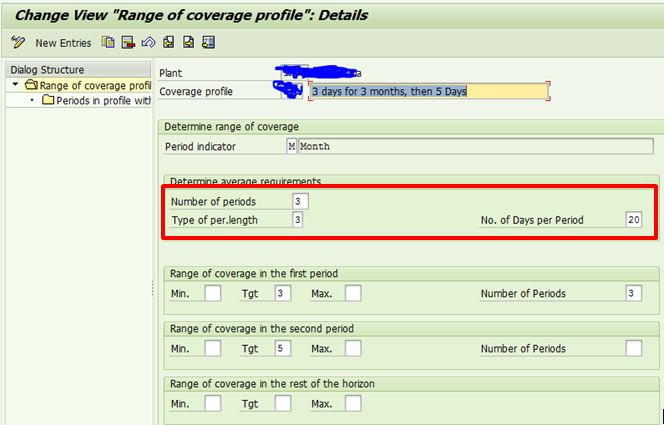 Change View "Range of coverage profile": Details
New Entries
Dialog Structure
Range of coverage profil
Periods in profile with
Plant
Coverage profile 3 days for 3 months, then 5 Days
Determine range of coverage
Period indicator M Month
Determine average requirements
Number of periods 3
Type of per.length 3 No. of Days per Period 20
Range of coverage in the first period
Min. Tgt 3 Max. Number of Periods 3
Range of coverage in the second period
Min. Tgt 5 Max. Number of Periods
Range of coverage in the rest of the horizon
Min. Tgt Max.